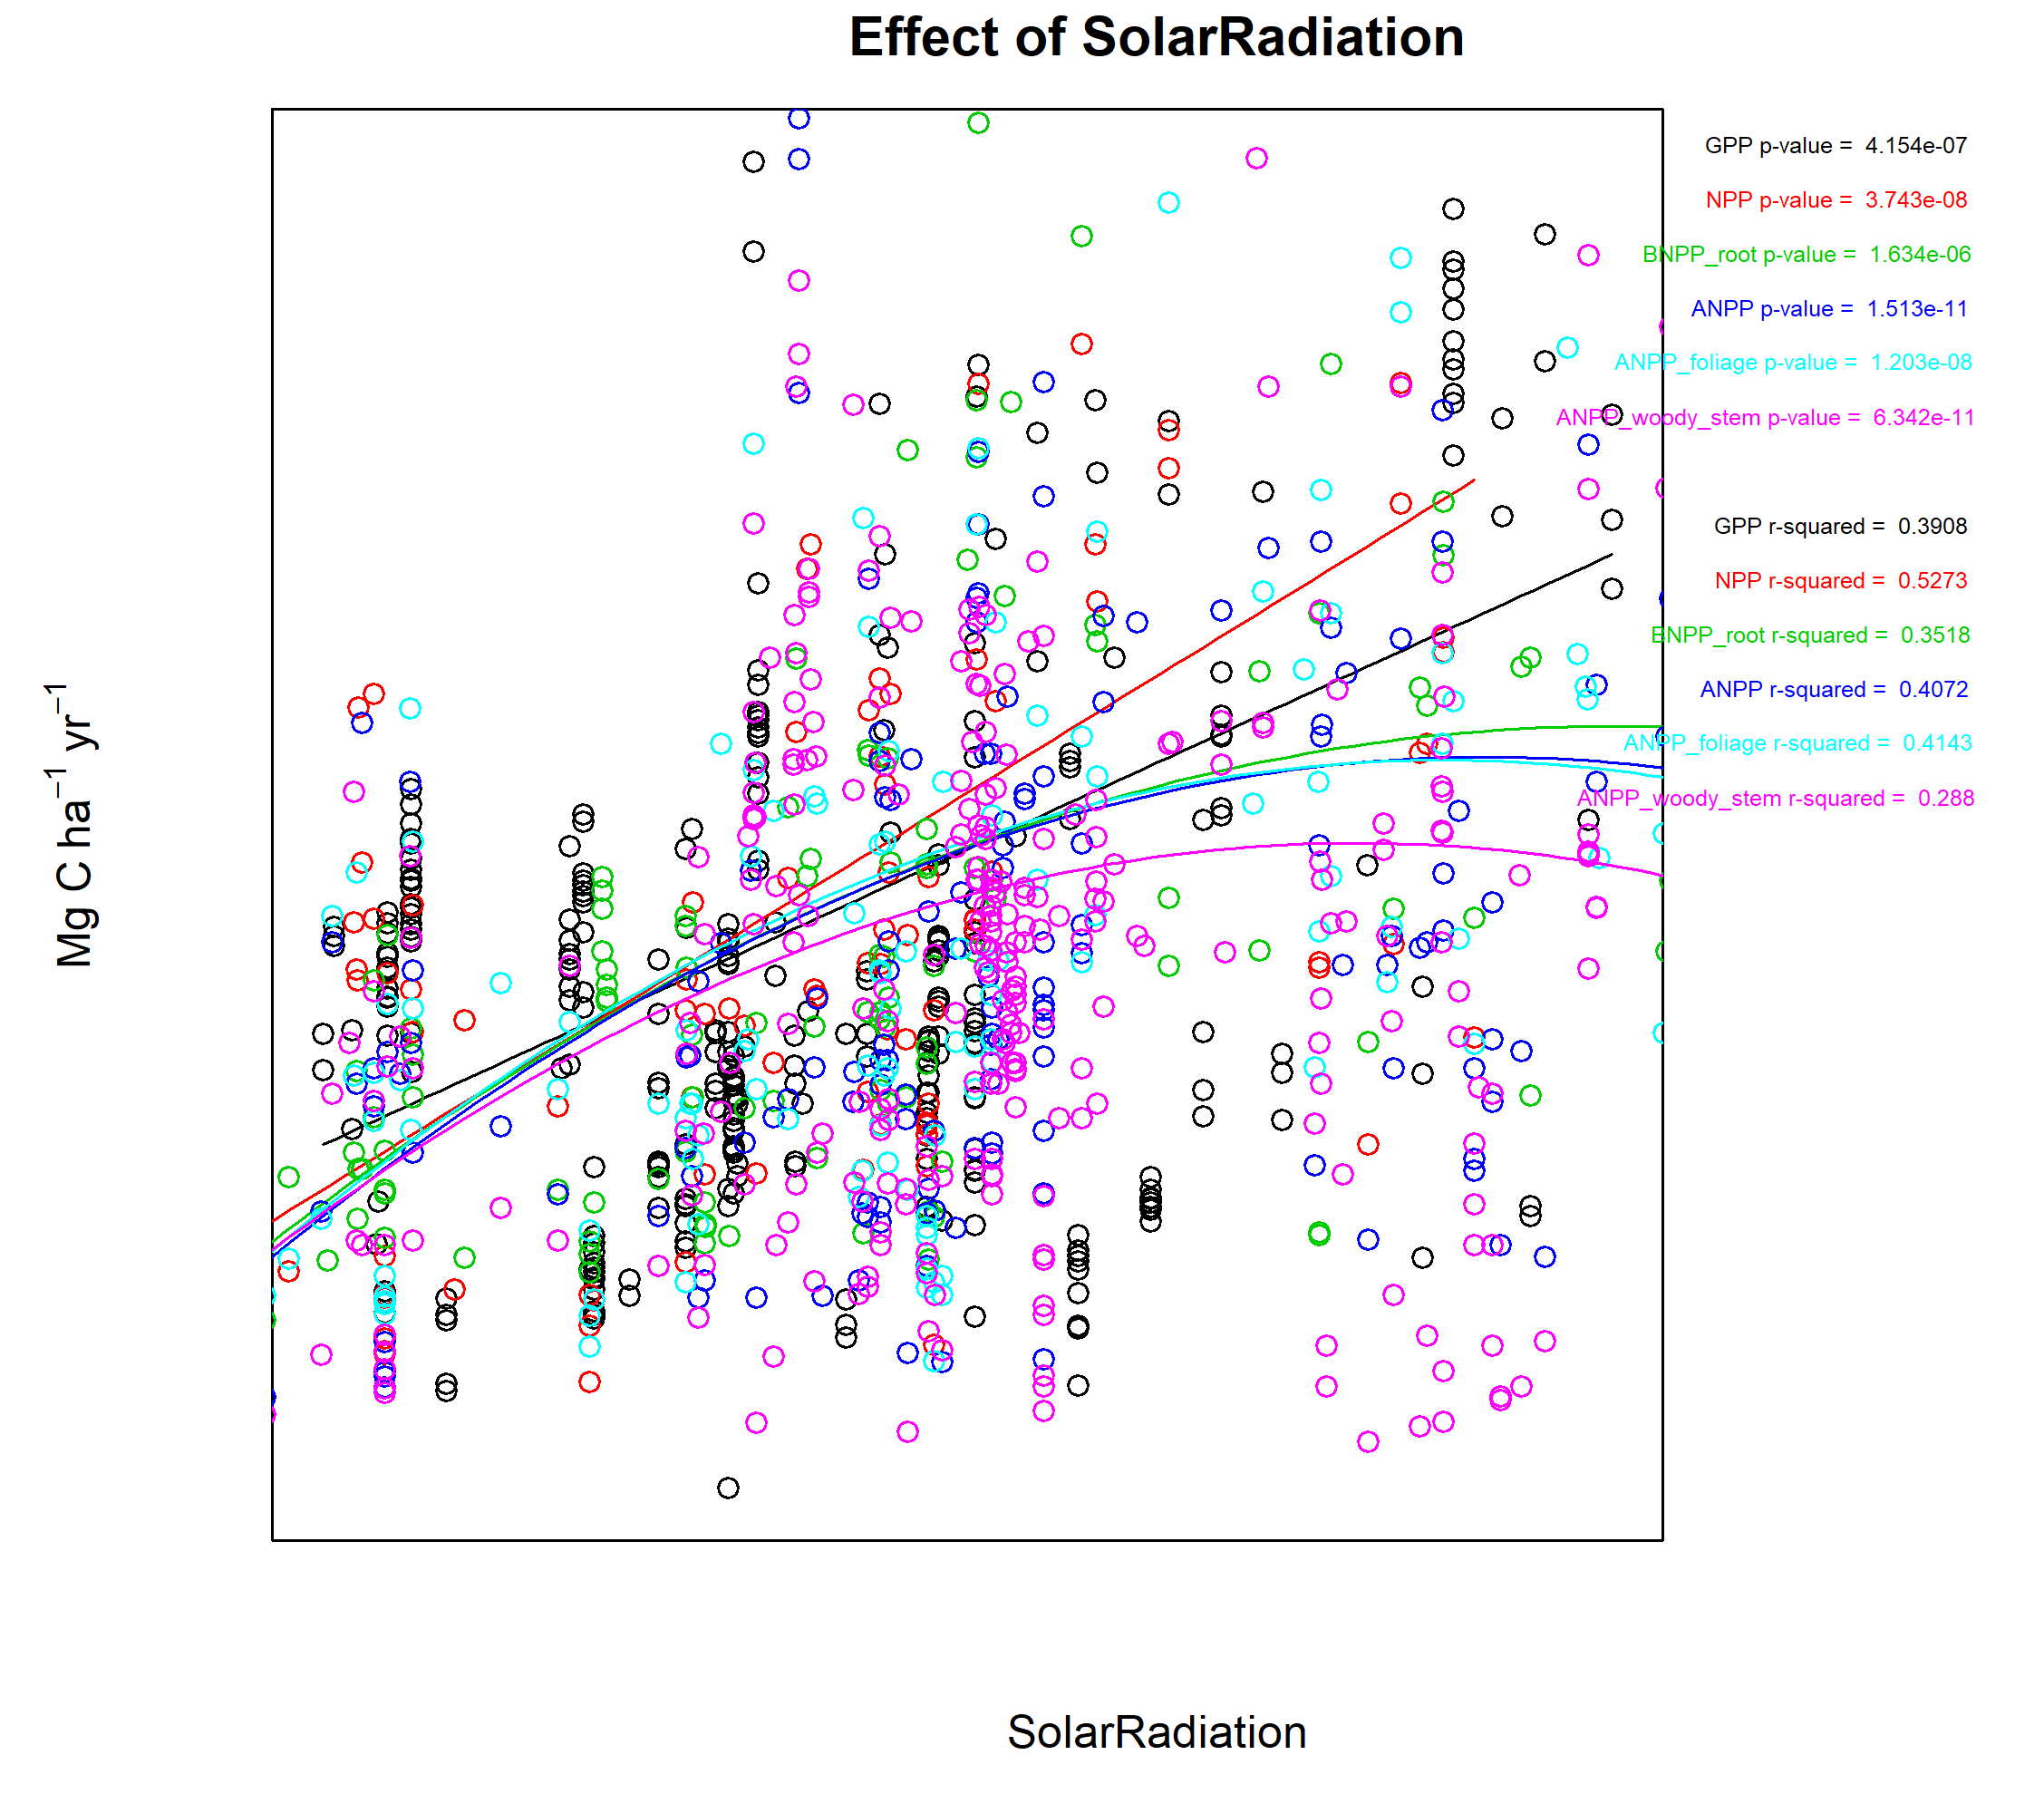 Effect of SolarRadiation
GPP p-value = 4.154e-07
NPP p-value = 3.743e-08
BNPP_root p-value = 1.634e-06
ANPP p-value = 1.513e-11
ANPP_foliage p-value = 1.203e-08
ANPP_woody_stem p-value = 6.342e-11
GPP r-squared = 0.3908
NPP r-squared = 0.5273
BNPP_root r-squared = 0.3518
ANPP r-squared = 0.4072
ANPP_foliage r-squared = 0.4143
ANPP_woody_stem r-squared = 0.288
Mg C ha⁻¹ yr⁻¹
SolarRadiation